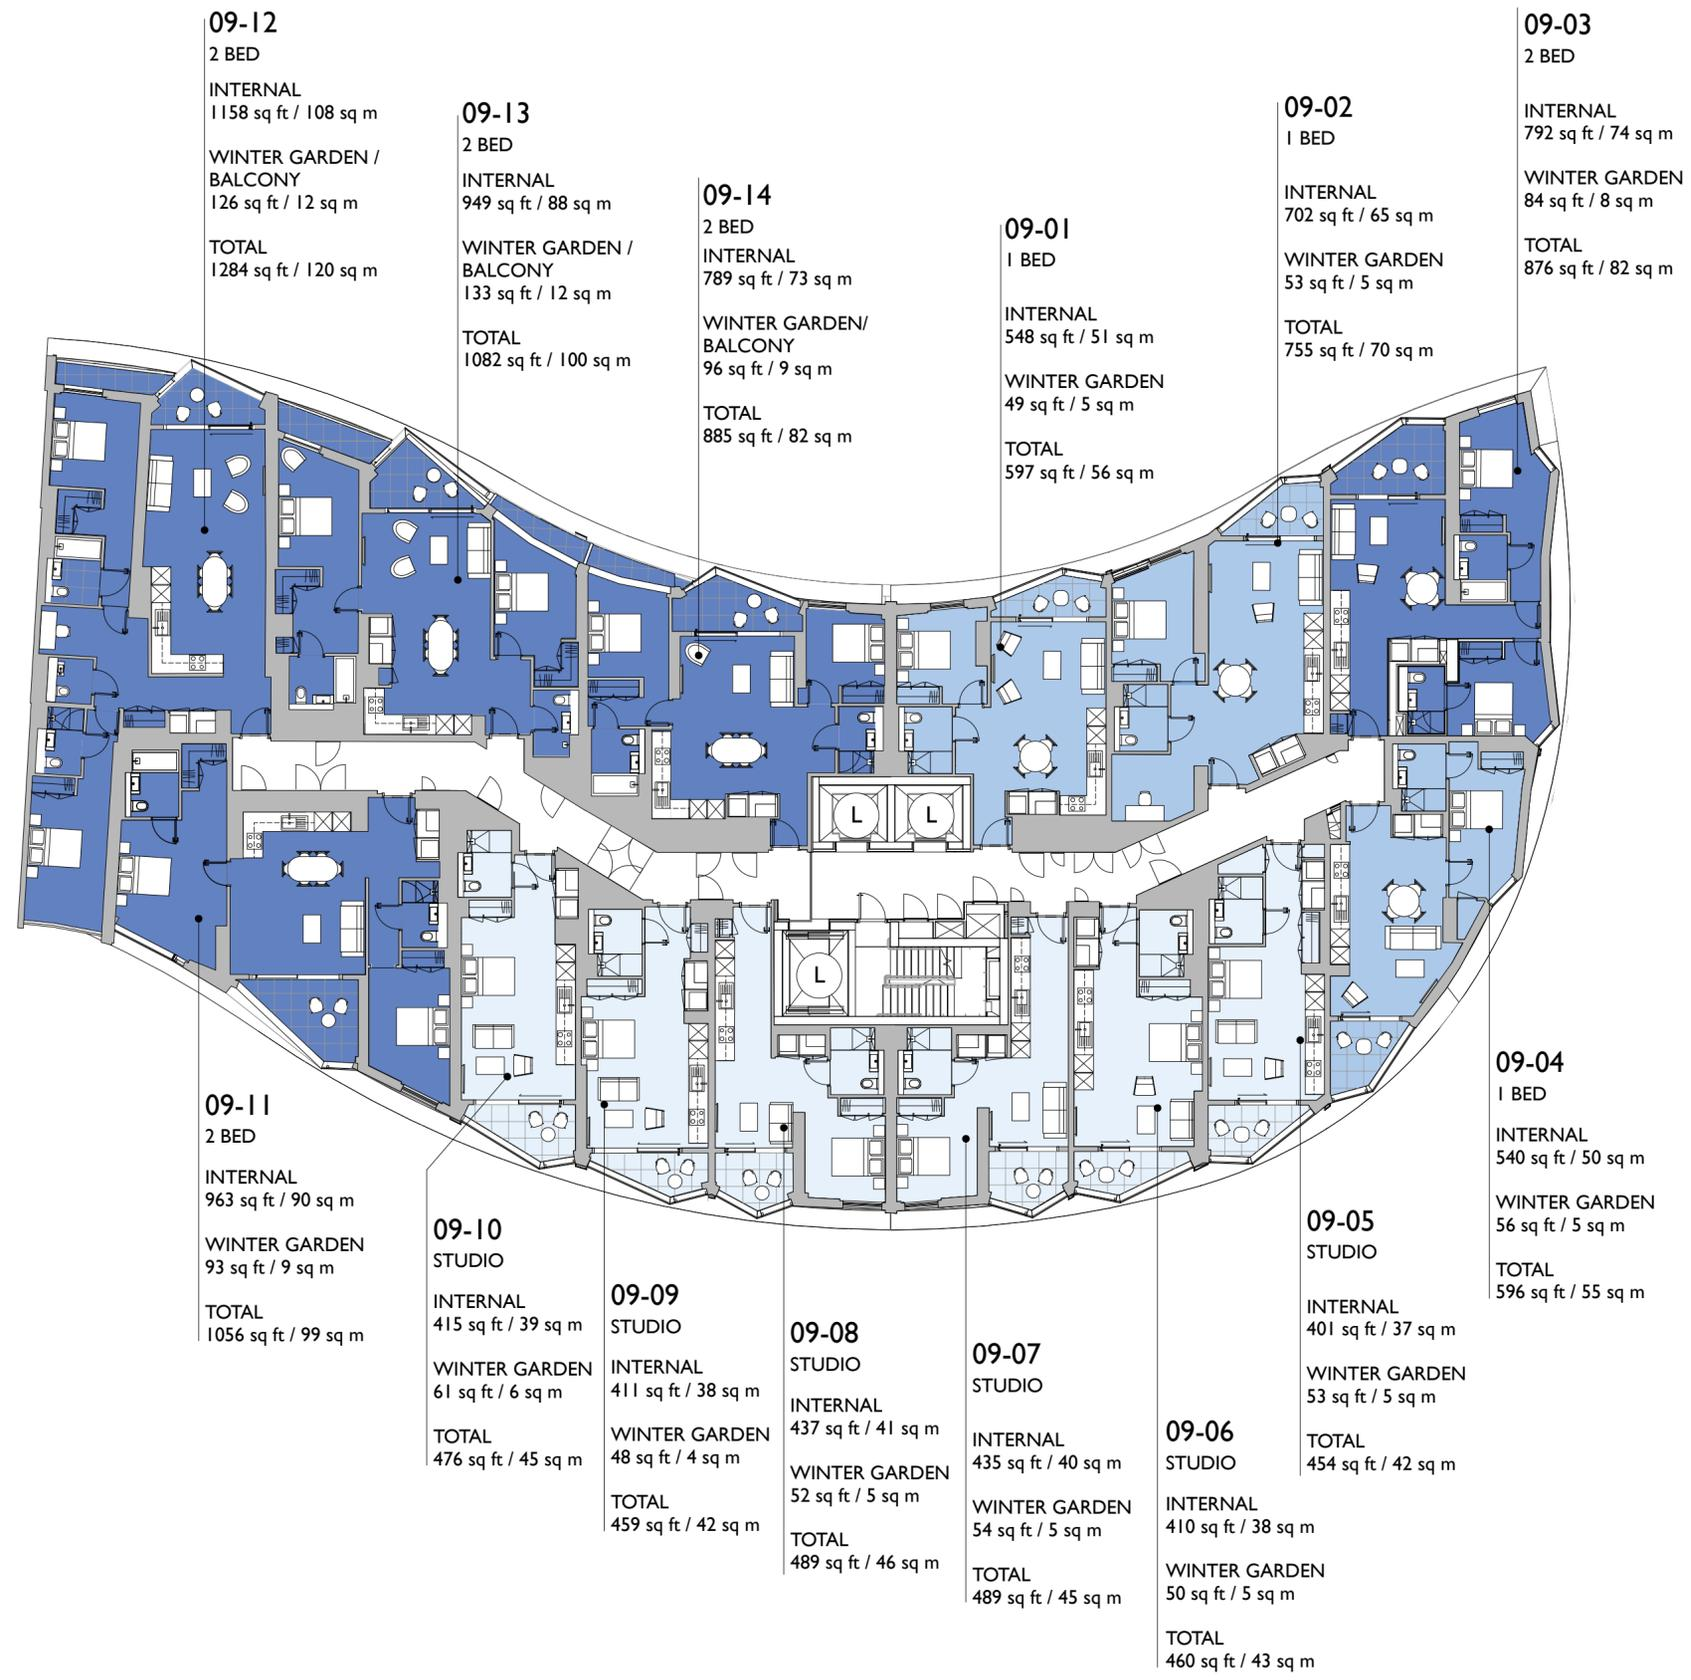 09-12
2 BED
INTERNAL
1158 sq ft / 108 sq m
WINTER GARDEN /
BALCONY
126 sq ft / 12 sq m
TOTAL
1284 sq ft / 120 sq m
09-13
2 BED
INTERNAL
949 sq ft / 88 sq m
WINTER GARDEN /
BALCONY
133 sq ft / 12 sq m
TOTAL
1082 sq ft / 100 sq m
09-14
2 BED
INTERNAL
789 sq ft / 73 sq m
WINTER GARDEN/
BALCONY
96 sq ft / 9 sq m
TOTAL
885 sq ft / 82 sq m
09-01
1 BED
INTERNAL
548 sq ft / 51 sq m
WINTER GARDEN
49 sq ft / 5 sq m
TOTAL
597 sq ft / 56 sq m
09-02
1 BED
INTERNAL
702 sq ft / 65 sq m
WINTER GARDEN
53 sq ft / 5 sq m
TOTAL
755 sq ft / 70 sq m
09-03
2 BED
INTERNAL
792 sq ft / 74 sq m
WINTER GARDEN
84 sq ft / 8 sq m
TOTAL
876 sq ft / 82 sq m
L
L
L
09-11
2 BED
INTERNAL
963 sq ft / 90 sq m
WINTER GARDEN
93 sq ft / 9 sq m
TOTAL
1056 sq ft / 99 sq m
09-10
STUDIO
INTERNAL
415 sq ft / 39 sq m
WINTER GARDEN
61 sq ft / 6 sq m
TOTAL
476 sq ft / 45 sq m
09-09
STUDIO
INTERNAL
411 sq ft / 38 sq m
WINTER GARDEN
48 sq ft / 4 sq m
TOTAL
459 sq ft / 42 sq m
09-08
STUDIO
INTERNAL
437 sq ft / 41 sq m
WINTER GARDEN
52 sq ft / 5 sq m
TOTAL
489 sq ft / 46 sq m
09-07
STUDIO
INTERNAL
435 sq ft / 40 sq m
WINTER GARDEN
54 sq ft / 5 sq m
TOTAL
489 sq ft / 45 sq m
09-06
STUDIO
INTERNAL
410 sq ft / 38 sq m
WINTER GARDEN
50 sq ft / 5 sq m
TOTAL
460 sq ft / 43 sq m
09-05
STUDIO
INTERNAL
401 sq ft / 37 sq m
WINTER GARDEN
53 sq ft / 5 sq m
TOTAL
454 sq ft / 42 sq m
09-04
1 BED
INTERNAL
540 sq ft / 50 sq m
WINTER GARDEN
56 sq ft / 5 sq m
TOTAL
596 sq ft / 55 sq m